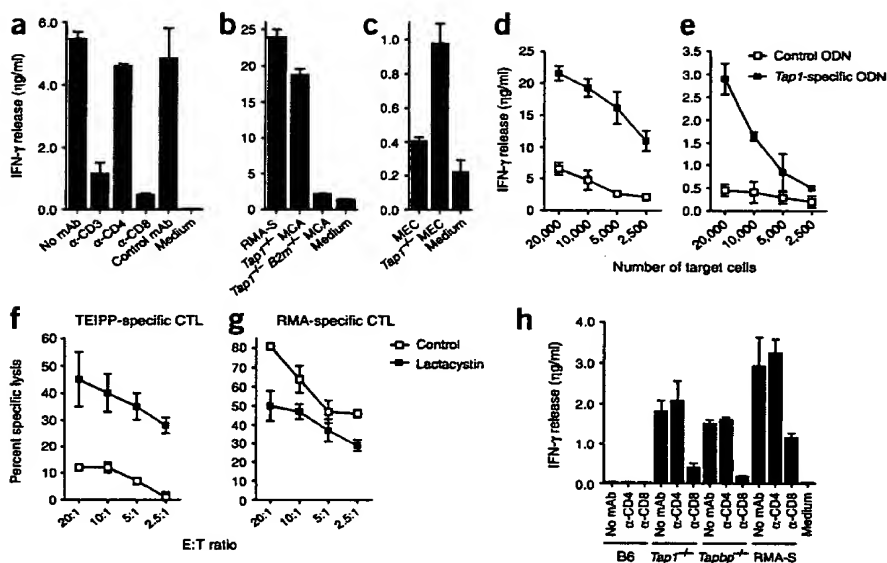 a
IFN-γ release (ηg/ml)
6.0
4.0
2.0
0.0
No mAb
α-CD3
α-CD4
α-CD8
Control mAb
Medium
b
25
20
15
10
5
0
RMA-S
Tap1⁻/⁻ MCA
Tap1⁻/⁻ B2m⁻/⁻ MCA
Medium
c
1.0
0.8
0.6
0.4
0.2
0.0
MEC
Tap1⁻/⁻ MEC
Medium
d
IFN-γ release (ηg/ml)
25
20
15
10
5
0
20,000
10,000
5,000
2,500
e
3.5
3.0
2.5
2.0
1.5
1.0
0.5
0
20,000
10,000
5,000
2,500
Control ODN
Tap1-specific ODN
Number of target cells
f
TEIPP-specific CTL
Percent specific lysis
60
50
40
30
20
10
0
20:1
10:1
5:1
2.5:1
g
RMA-specific CTL
80
70
60
50
40
30
20
10
0
20:1
10:1
5:1
2.5:1
Control
Lactacystin
E:T ratio
h
IFN-γ release (ηg/ml)
4.0
3.0
2.0
1.0
0.0
No mAb
α-CD4
α-CD8
No mAb
α-CD4
α-CD8
No mAb
α-CD4
α-CD8
No mAb
α-CD4
α-CD8
Medium
B6
Tap1⁻/⁻
Tapbp⁻/⁻
RMA-S